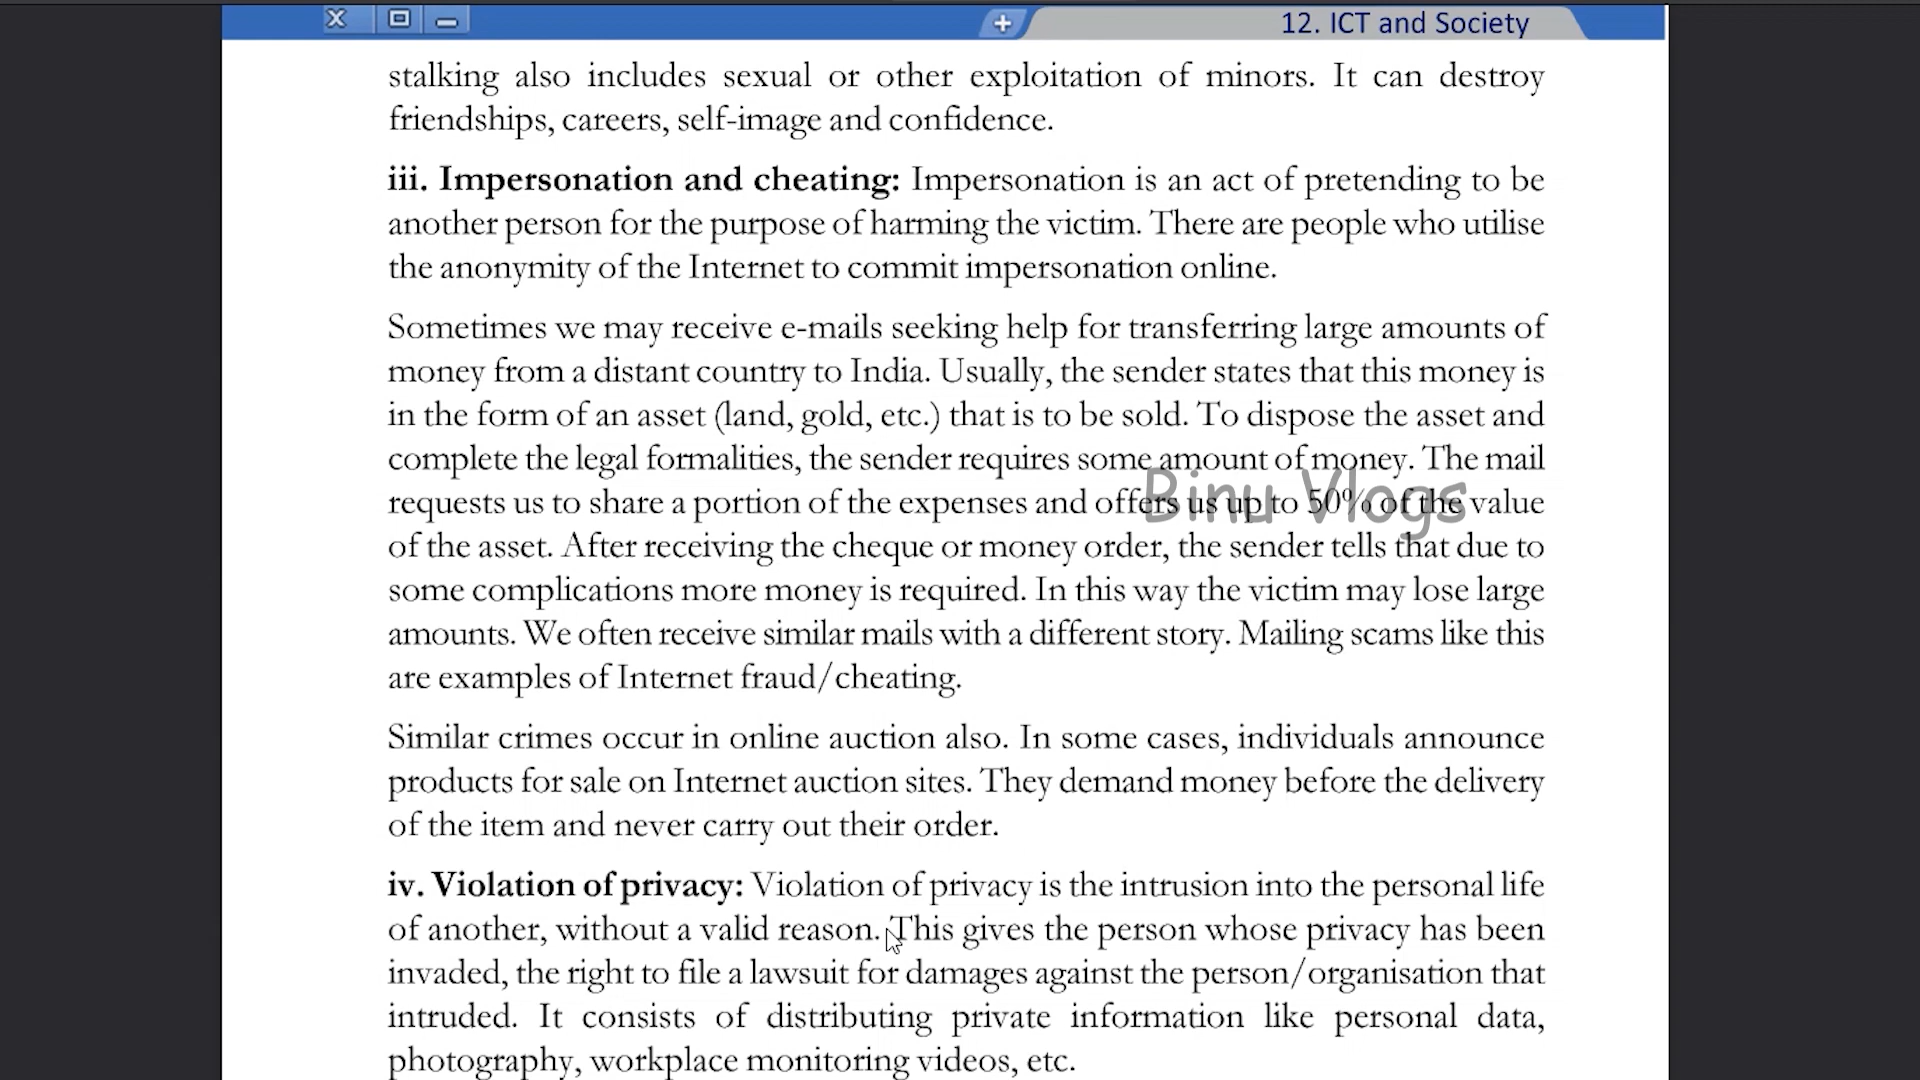 12. ICT and Society
stalking also includes sexual or other exploitation of minors. It can destroy
friendships, careers, self-image and confidence.
iii. Impersonation and cheating: Impersonation is an act of pretending to be
another person for the purpose of harming the victim. There are people who utilise
the anonymity of the Internet to commit impersonation online.
Sometimes we may receive e-mails seeking help for transferring large amounts of
money from a distant country to India. Usually, the sender states that this money is
in the form of an asset (land, gold, etc.) that is to be sold. To dispose the asset and
complete the legal formalities, the sender requires some amount of money. The mail
requests us to share a portion of the expenses and offers us up to 50% of the value
Binu Vlogs
of the asset. After receiving the cheque or money order, the sender tells that due to
some complications more money is required. In this way the victim may lose large
amounts. We often receive similar mails with a different story. Mailing scams like this
are examples of Internet fraud/cheating.
Similar crimes occur in online auction also. In some cases, individuals announce
products for sale on Internet auction sites. They demand money before the delivery
of the item and never carry out their order.
iv. Violation of privacy: Violation of privacy is the intrusion into the personal life
of another, without a valid reason. This gives the person whose privacy has been
invaded, the right to file a lawsuit for damages against the person/organisation that
intruded. It consists of distributing private information like personal data,
photography, workplace monitoring videos, etc.